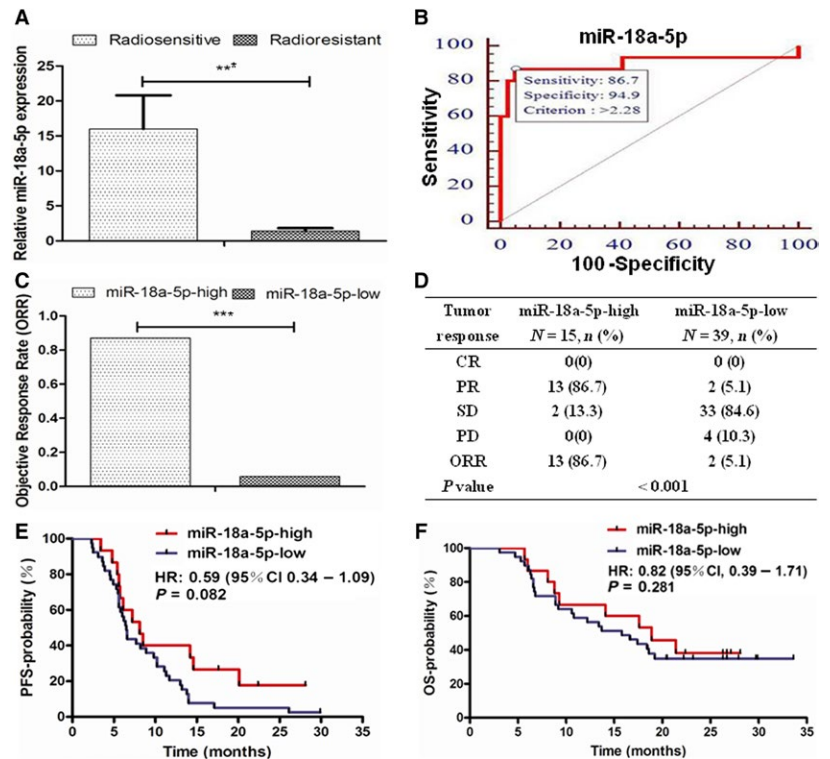 A
Radiosensitive Radioresistant
Relative miR-18a-5p expression
25
20
15
10
5
0
***
B
miR-18a-5p
Sensitivity
100
80
60
40
20
0
Sensitivity: 86.7
Specificity: 94.9
Criterion : >2.28
0 20 40 60 80 100
100-Specificity
C
miR-18a-5p-high miR-18a-5p-low
Objective Response Rate (ORR)
1.0
0.8
0.6
0.4
0.2
0.0
***
D
Tumor response miR-18a-5p-high N = 15, n (%) miR-18a-5p-low N = 39, n (%)
CR 0(0) 0 (0)
PR 13 (86.7) 2 (5.1)
SD 2 (13.3) 33 (84.6)
PD 0(0) 4 (10.3)
ORR 13 (86.7) 2 (5.1)
P value < 0.001
E
miR-18a-5p-high
miR-18a-5p-low
HR: 0.59 (95% CI 0.34 – 1.09)
P = 0.082
PFS-probability (%)
100
80
60
40
20
0
0 5 10 15 20 25 30 35
Time (months)
F
miR-18a-5p-high
miR-18a-5p-low
HR: 0.82 (95% CI, 0.39 – 1.71)
P = 0.281
OS-probability (%)
100
80
60
40
20
0
0 5 10 15 20 25 30 35
Time (months)